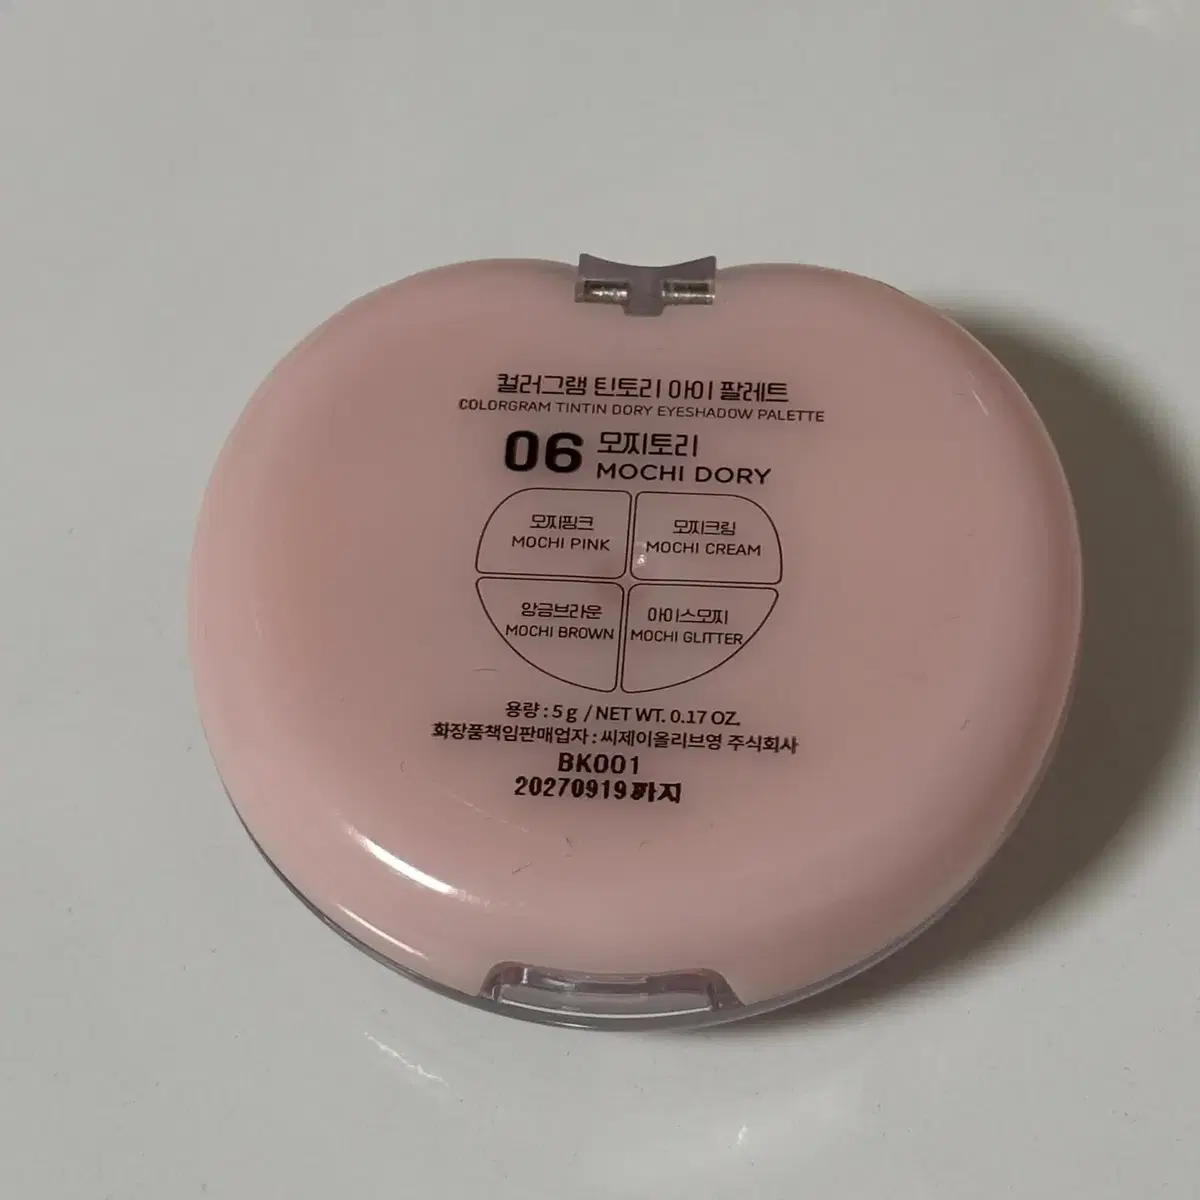 컬러그램 틴토리 아이 팔레트
COLORGRAM TINTIN DORY EYESHADOW PALETTE
06 모찌토리
MOCHI DORY
모찌핑크
MOCHI PINK
모찌크림
MOCHI CREAM
앙금브라운
MOCHI BROWN
아이스모찌
MOCHI GLITTER
용량 : 5 g / NET WT. 0.17 OZ.
화장품책임판매업자 : 씨제이올리브영 주식회사
BK001
20270919까지